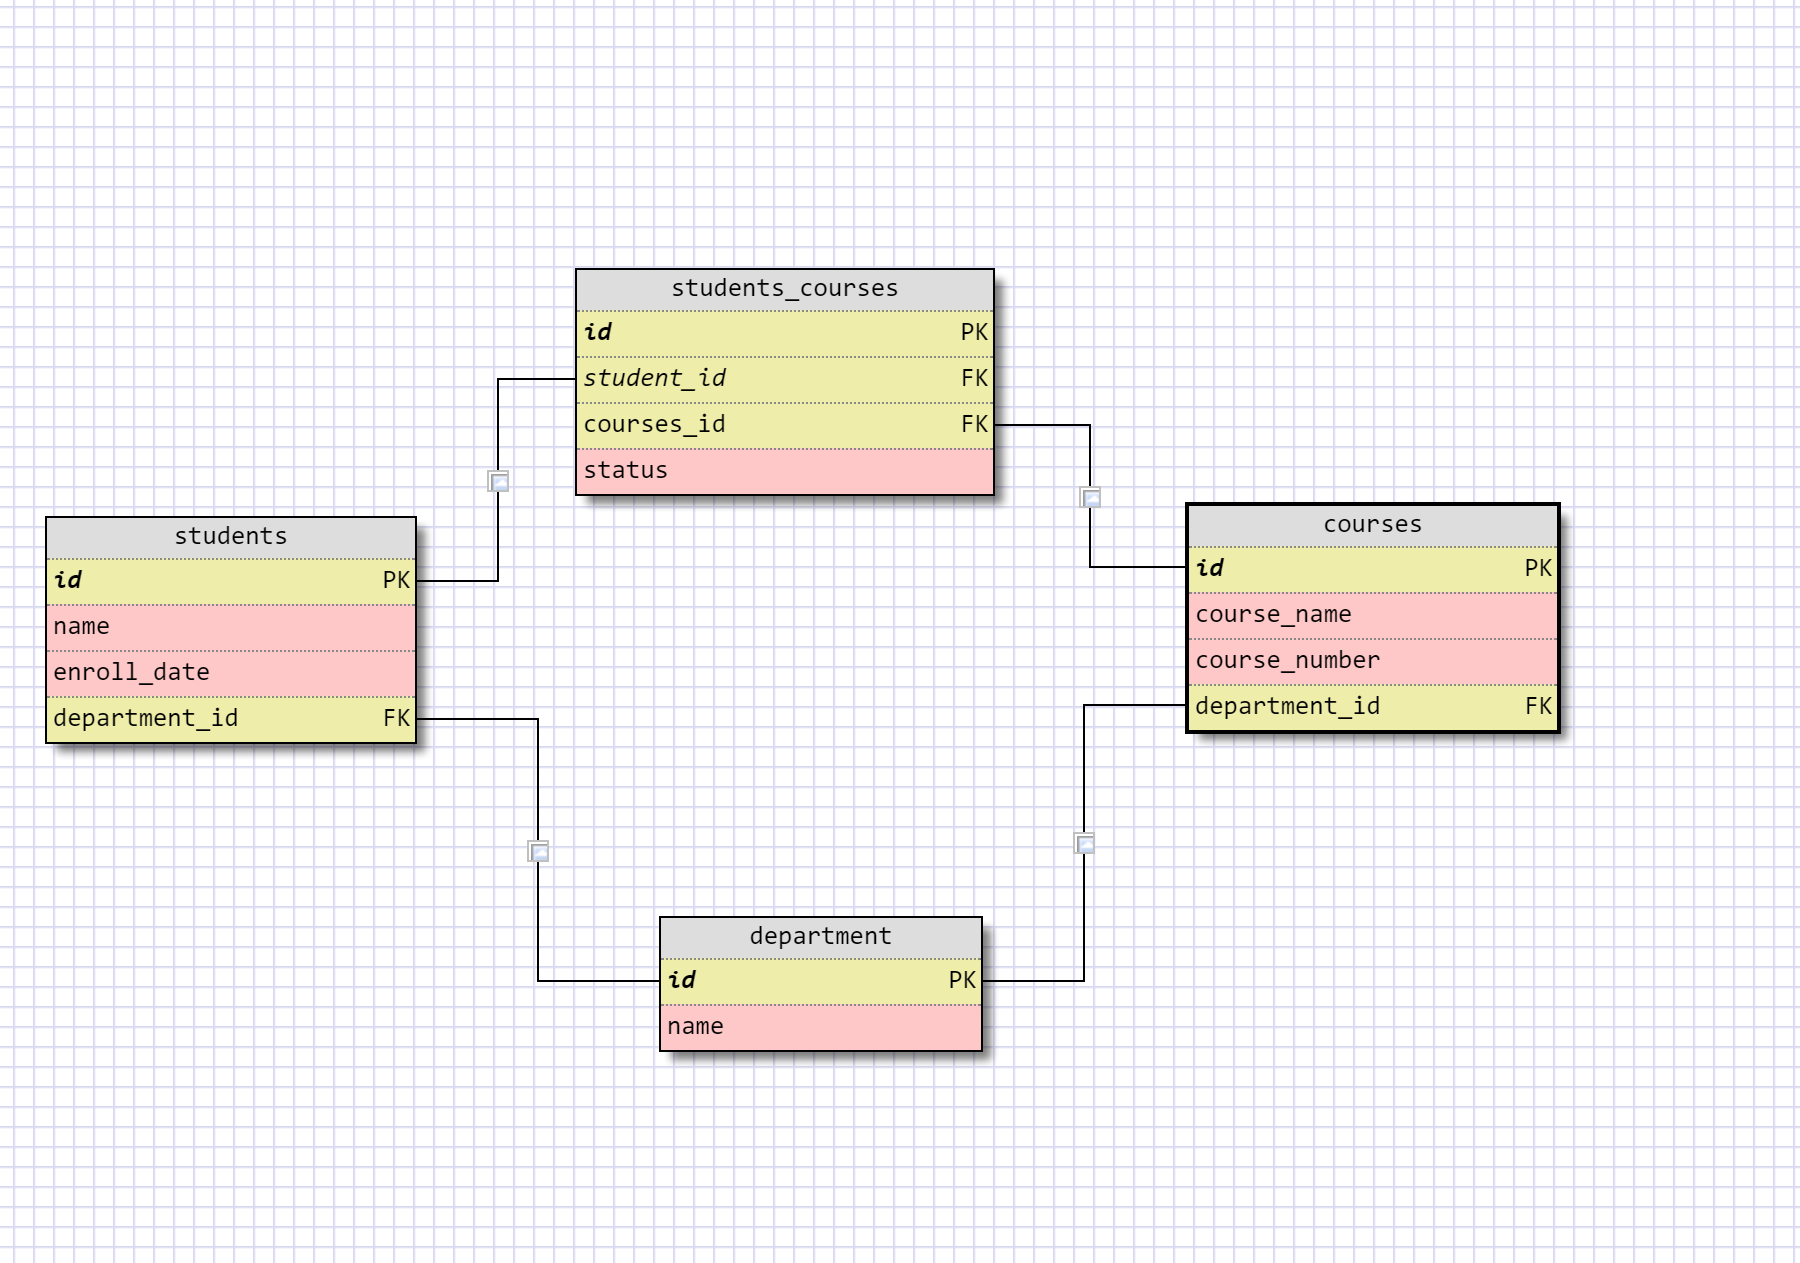 students_courses
id PK
student_id FK
courses_id FK
status
students
id PK
name
enroll_date
department_id FK
courses
id PK
course_name
course_number
department_id FK
department
id PK
name